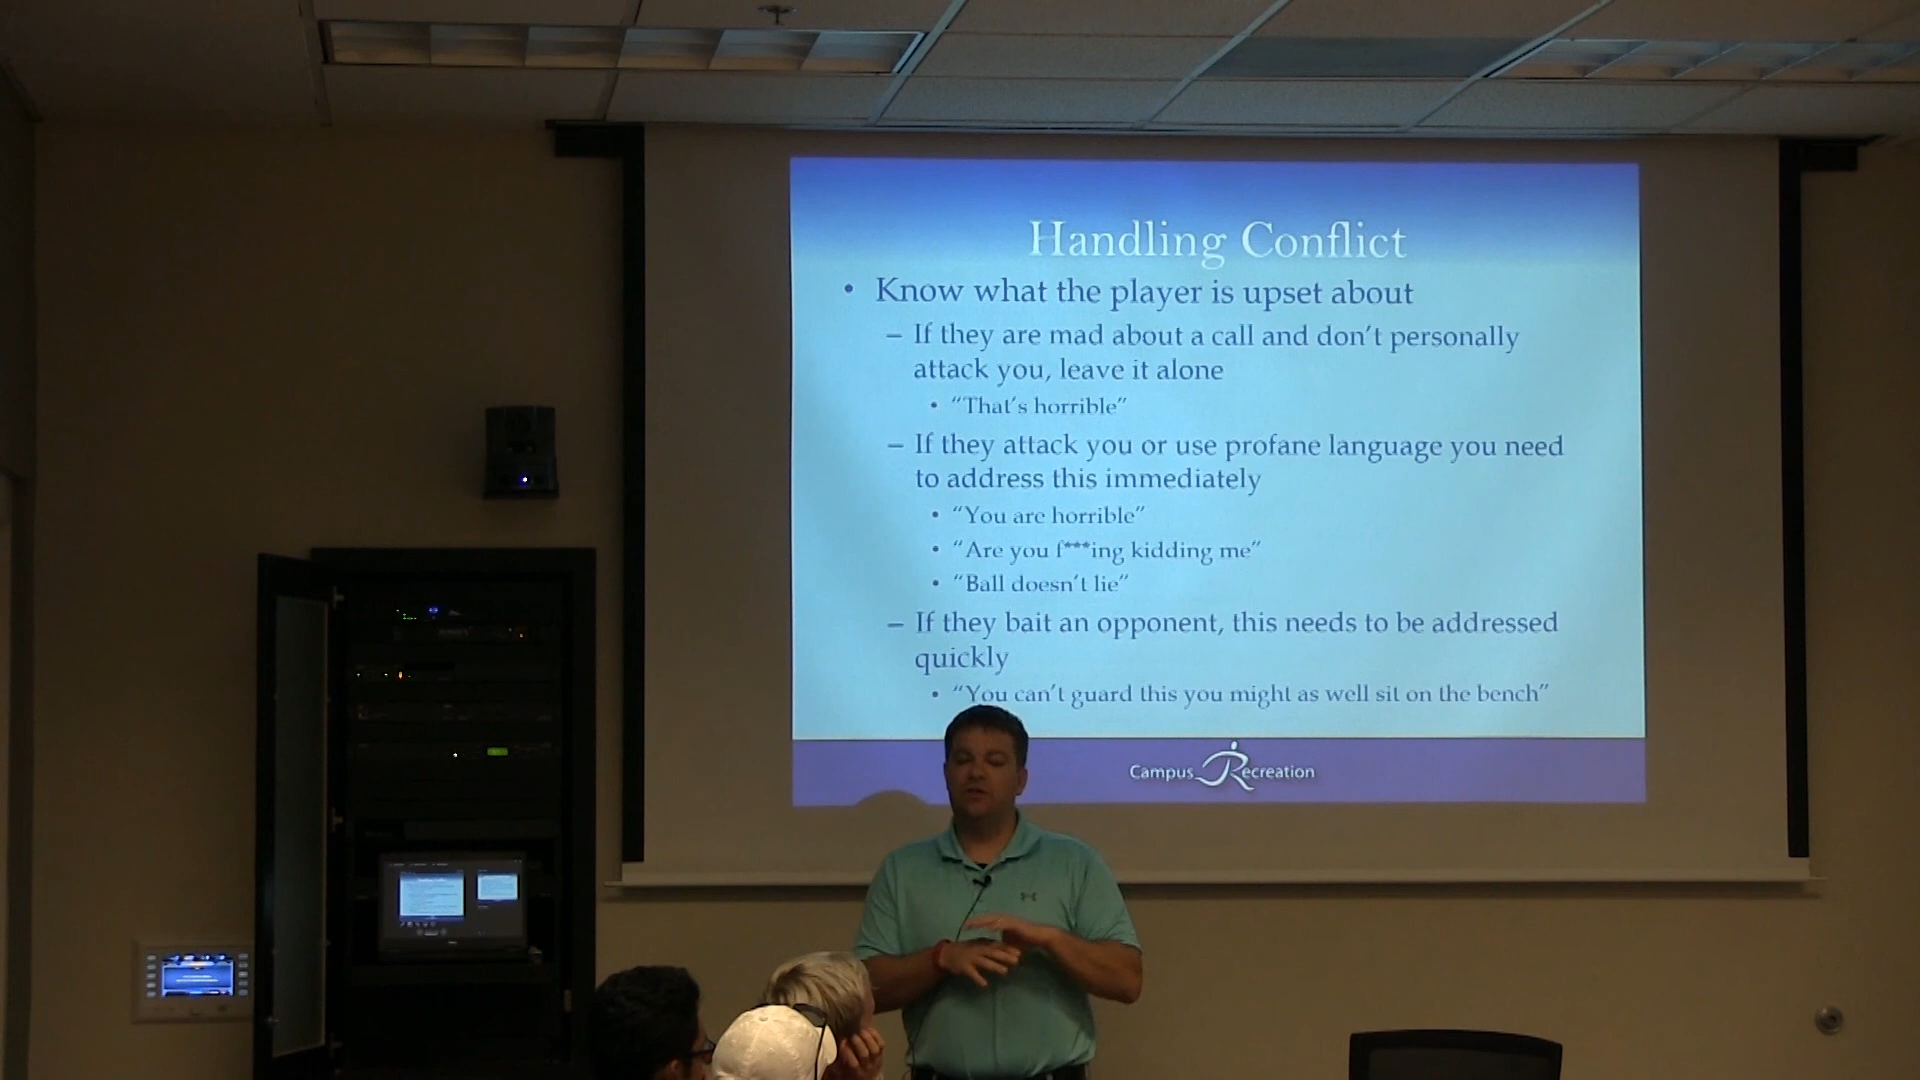 Handling Conflict
• Know what the player is upset about
– If they are mad about a call and don't personally
attack you, leave it alone
• “That's horrible”
– If they attack you or use profane language you need
to address this immediately
• “You are horrible”
• “Are you f***ing kidding me”
• “Ball doesn't lie”
– If they bait an opponent, this needs to be addressed
quickly
• “You can't guard this you might as well sit on the bench”
Campus Recreation